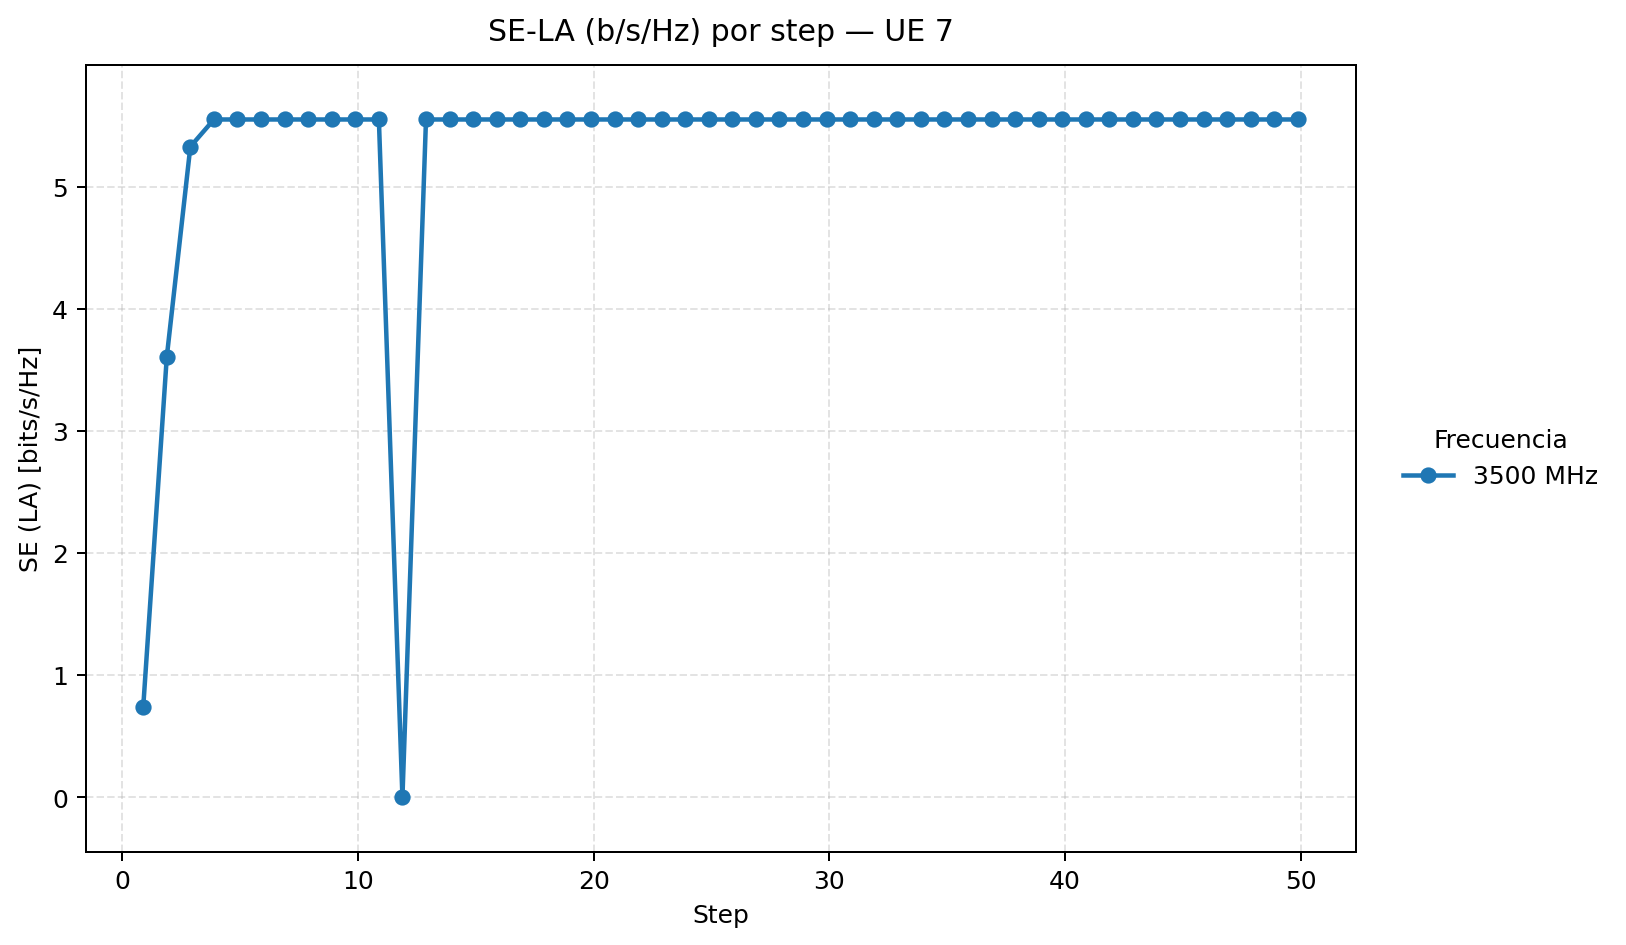 SE-LA (b/s/Hz) por step — UE 7
SE (LA) [bits/s/Hz]
5
4
3
2
1
0
0 10 20 30 40 50
Step
Frecuencia
3500 MHz